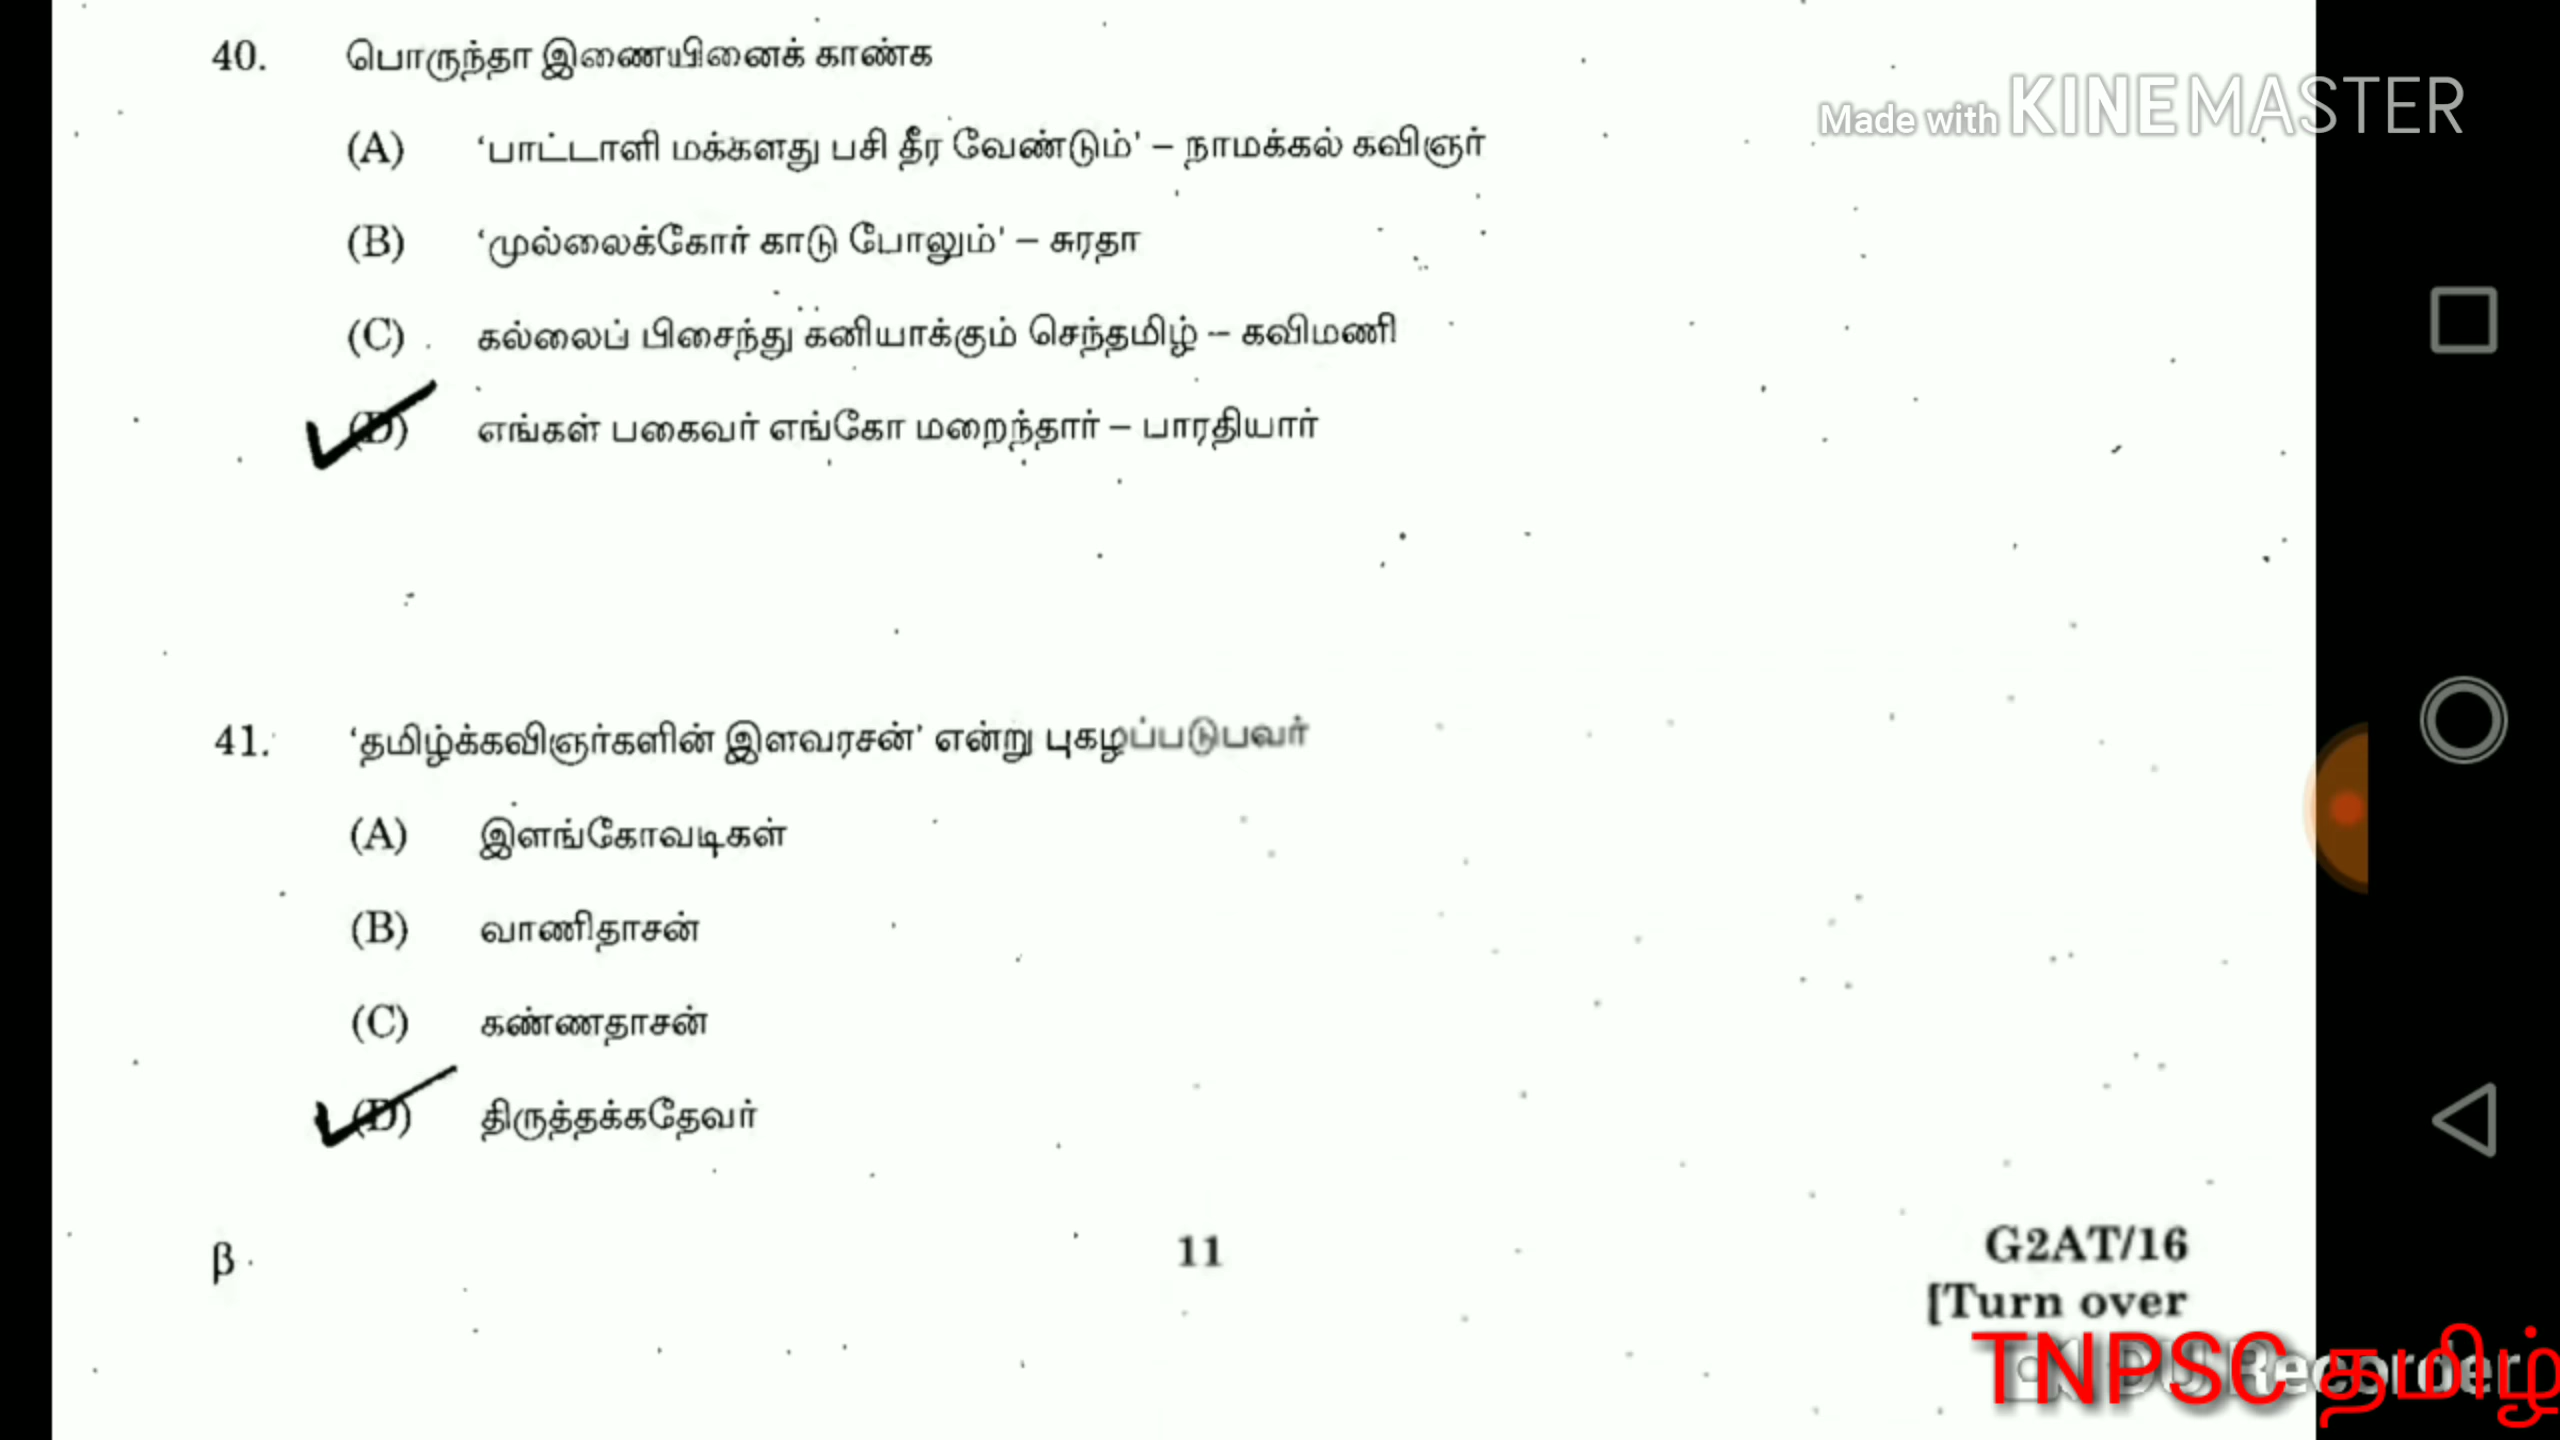 40. பொருந்தா இணையினைக் காண்க
Made with KINEMASTER
(A) ‘பாட்டாளி மக்களது பசி தீர வேண்டும்’ – நாமக்கல் கவிஞர்
(B) ‘முல்லைக்கோர் காடு போலும்’ – சுரதா
(C) கல்லைப் பிசைந்து கனியாக்கும் செந்தமிழ் – கவிமணி
(D) எங்கள் பகைவர் எங்கோ மறைந்தார் – பாரதியார்
41. ‘தமிழ்க்கவிஞர்களின் இளவரசன்’ என்று புகழப்படுபவர்
(A) இளங்கோவடிகள்
(B) வாணிதாசன்
(C) கண்ணதாசன்
(D) திருத்தக்கதேவர்
β 11 G2AT/16
[Turn over
TNPSC தமிழ்
Recorder